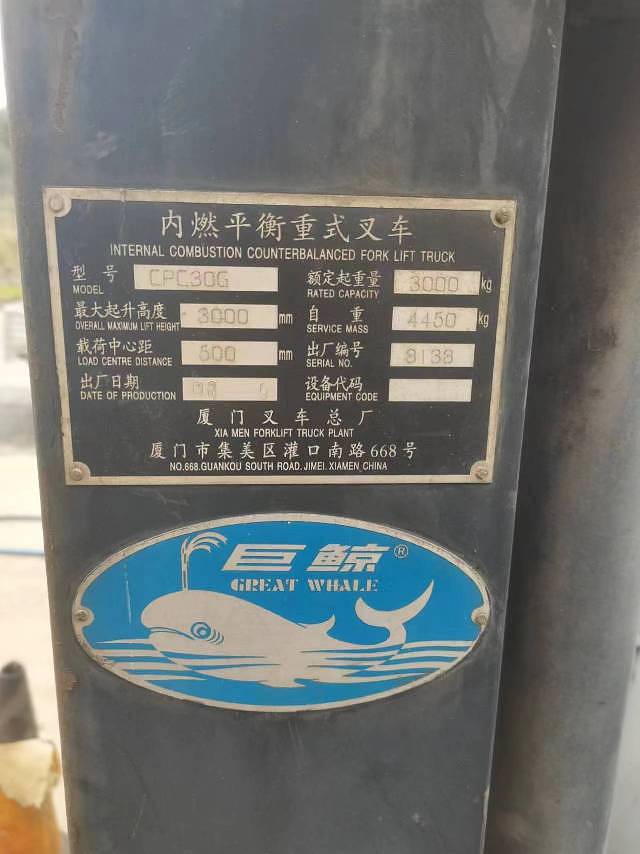 内燃平衡重式叉车
INTERNAL COMBUSTION COUNTERBALANCED FORK LIFT TRUCK
型号 CPC30G 额定起重量 3000 kg
MODEL RATED CAPACITY
最大起升高度 3000 mm 自重 4450 kg
OVERALL MAXIMUM LIFT HEIGHT SERVICE MASS
载荷中心距 500 mm 出厂编号 8138
LOAD CENTRE DISTANCE SERIAL NO.
出厂日期 设备代码
DATE OF PRODUCTION EQUIPMENT CODE
厦门叉车总厂
XIA MEN FORKLIFT TRUCK PLANT
厦门市集美区灌口南路668号
NO.668.GUANKOU SOUTH ROAD.JIMEI.XIAMEN,CHINA
巨鲸®
GREAT WHALE